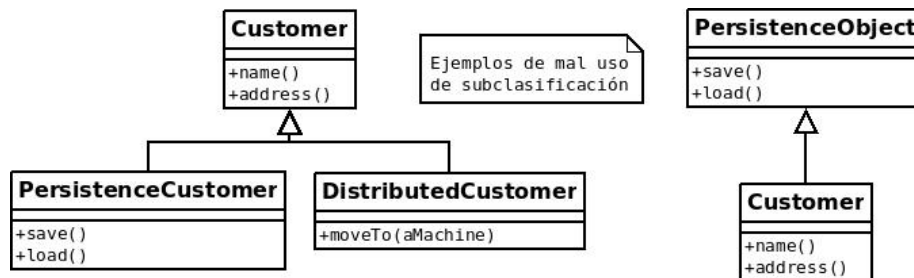 Customer
+name()
+address()
Ejemplos de mal uso
de subclasificación
PersistenceObject
+save()
+load()
PersistenceCustomer
+save()
+load()
DistributedCustomer
+moveTo(aMachine)
Customer
+name()
+address()